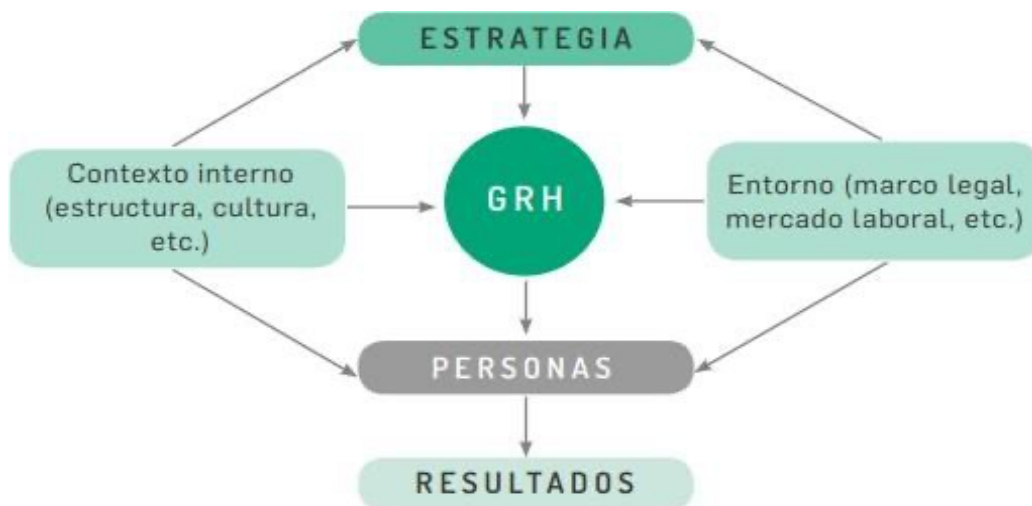 ESTRATEGIA
Contexto interno
(estructura, cultura,
etc.)
GRH
Entorno (marco legal,
mercado laboral, etc.)
PERSONAS
RESULTADOS